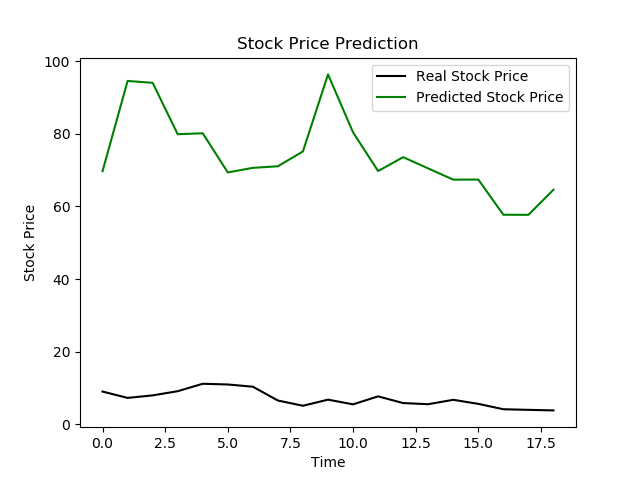 Stock Price Prediction
Real Stock Price
Predicted Stock Price
Stock Price
100
80
60
40
20
0
0.0 2.5 5.0 7.5 10.0 12.5 15.0 17.5
Time